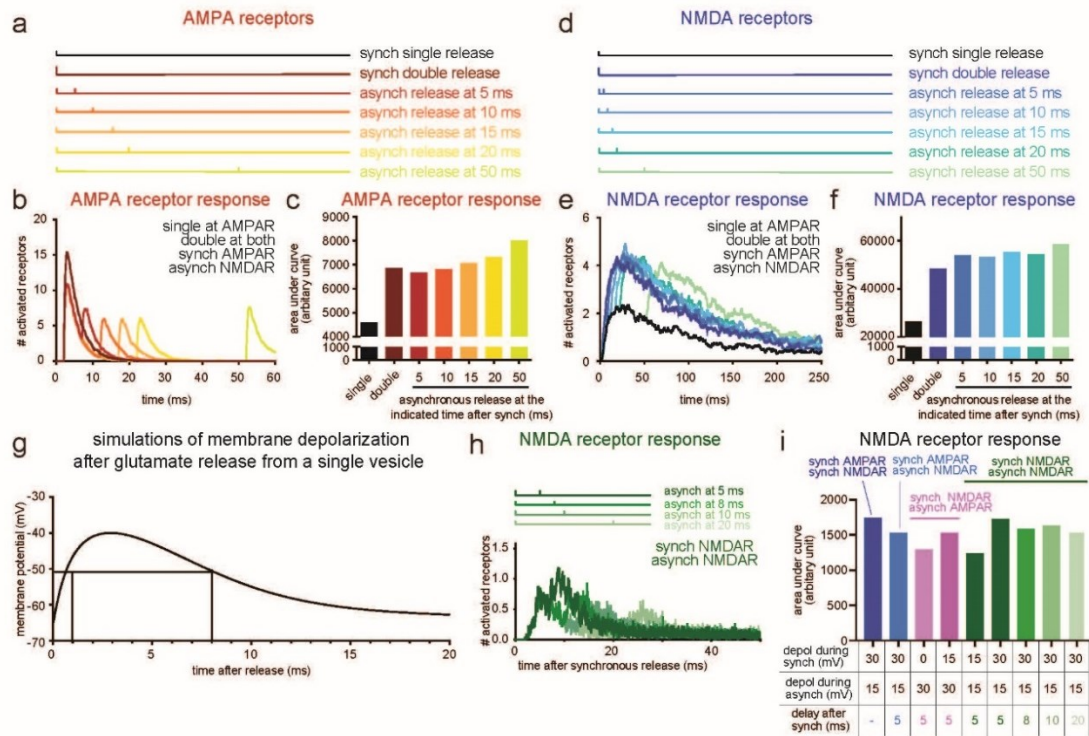 a
AMPA receptors
synch single release
synch double release
asynch release at 5 ms
asynch release at 10 ms
asynch release at 15 ms
asynch release at 20 ms
asynch release at 50 ms
d
NMDA receptors
synch single release
synch double release
asynch release at 5 ms
asynch release at 10 ms
asynch release at 15 ms
asynch release at 20 ms
asynch release at 50 ms
b
AMPA receptor response
single at AMPAR
double at both
synch AMPAR
asynch NMDAR
# activated receptors
20
15
10
5
0
0 10 20 30 40 50 60
time (ms)
c
AMPA receptor response
area under curve
(arbitary unit)
9000
8000
7000
6000
5000
4000
1000
0
single double 5 10 15 20 50
asynchronous release at the
indicated time after synch (ms)
e
NMDA receptor response
single at AMPAR
double at both
synch AMPAR
asynch NMDAR
# activated receptors
6
4
2
0
0 50 100 150 200 250
time (ms)
f
NMDA receptor response
area under curve
(arbitary unit)
60000
40000
20000
1000
0
single double 5 10 15 20 50
asynchronous release at the
indicated time after synch (ms)
g
simulations of membrane depolarization
after glutamate release from a single vesicle
membrane potential (mV)
-30
-40
-50
-60
-70
0 5 10 15 20
time after release (ms)
h
NMDA receptor response
asynch at 5 ms
asynch at 8 ms
asynch at 10 ms
asynch at 20 ms
synch NMDAR
asynch NMDAR
# activated receptors
1.5
1.0
0.5
0.0
0 20 40
time after synchronous release (ms)
i
NMDA receptor response
synch AMPAR
synch NMDAR
synch AMPAR
asynch NMDAR
synch NMDAR
asynch AMPAR
synch NMDAR
asynch NMDAR
area under curve
(arbitary unit)
2000
1500
1000
500
0
depol during
synch (mV)
30 30 0 15 15 30 30 30 30
depol during
asynch (mV)
15 15 30 30 15 15 15 15 15
delay after
synch (ms)
- 5 5 5 5 5 8 10 20